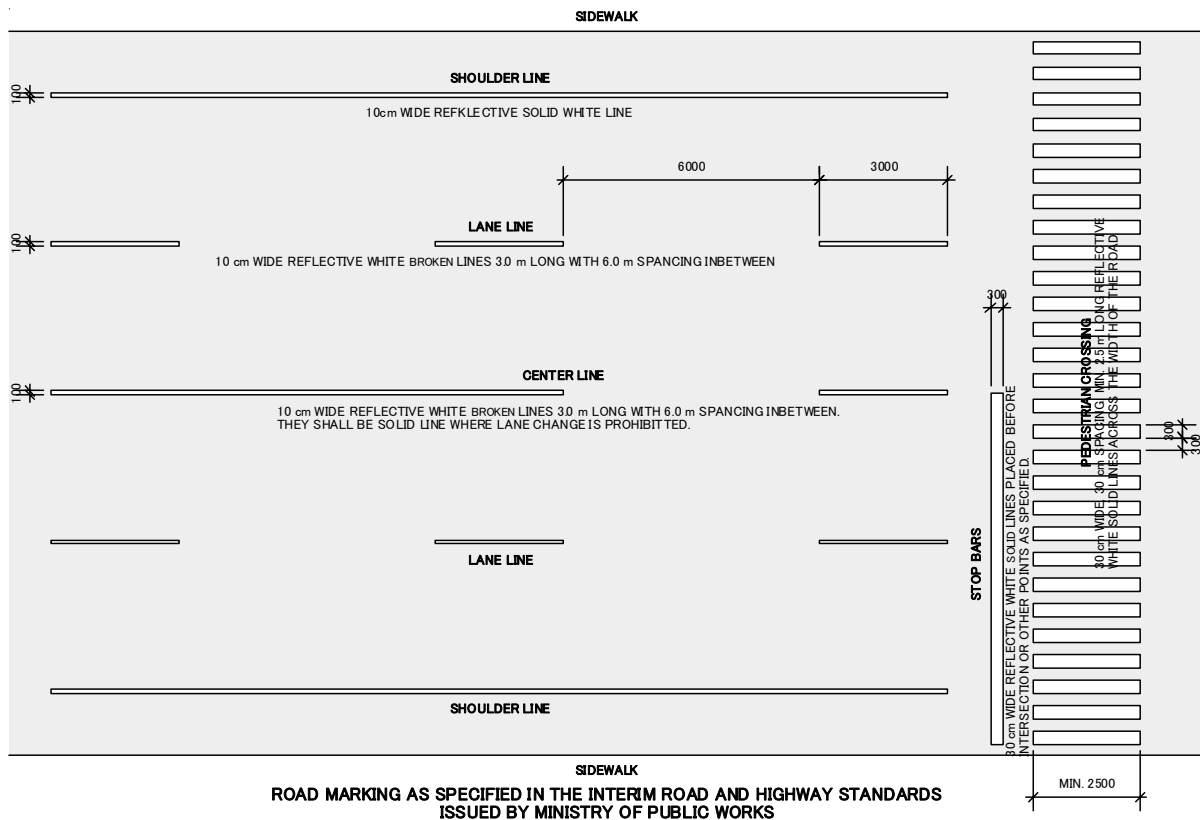 SIDEWALK
SHOULDER LINE
100
10cm WIDE REFKLECTIVE SOLID WHITE LINE
6000
3000
LANE LINE
100
10 cm WIDE REFLECTIVE WHITE BROKEN LINES 3.0 m LONG WITH 6.0 m SPANCING INBETWEEN
300
CENTER LINE
100
10 cm WIDE REFLECTIVE WHITE BROKEN LINES 3.0 m LONG WITH 6.0 m SPANCING INBETWEEN.
THEY SHALL BE SOLID LINE WHERE LANE CHANGE IS PROHIBITTED.
PEDESTRIAN CROSSING
30 cm WIDE, 30 cm SPACING, MIN. 2.5 m LONG REFLECTIVE
WHITE SOLID LINES ACROSS THE WIDTH OF THE ROAD
300
300
STOP BARS
30 cm WIDE REFLECTIVE WHITE SOLID LINES PLACED BEFORE
INTERSECTION OR OTHER POINTS AS SPECIFIED.
LANE LINE
SHOULDER LINE
SIDEWALK
MIN. 2500
ROAD MARKING AS SPECIFIED IN THE INTERIM ROAD AND HIGHWAY STANDARDS
ISSUED BY MINISTRY OF PUBLIC WORKS